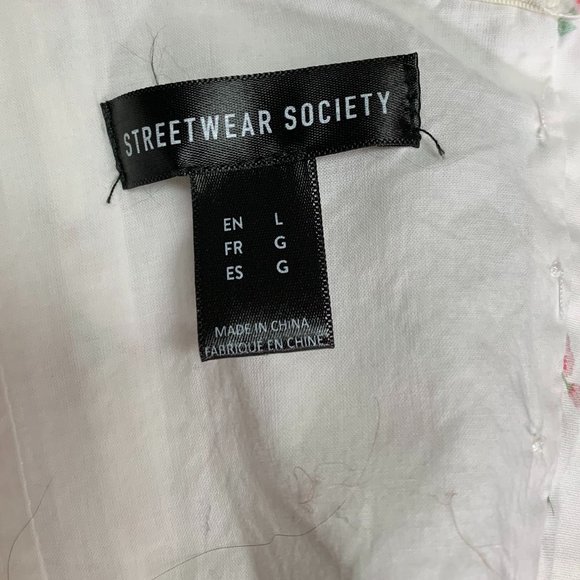 STREETWEAR SOCIETY
EN L
FR G
ES G
MADE IN CHINA
FABRIQUÉ EN CHINE